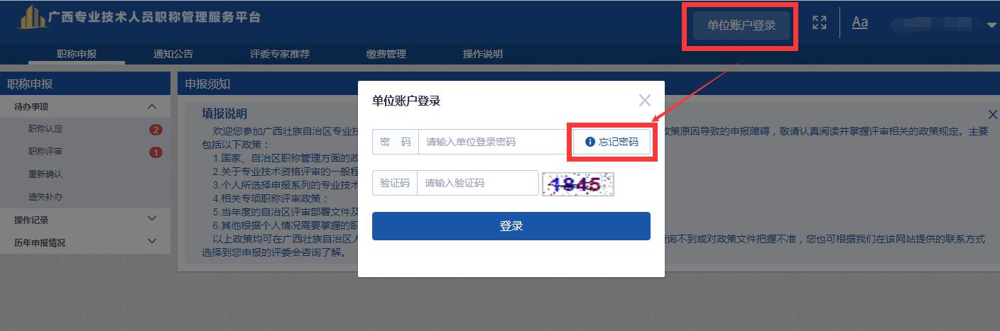 广西专业技术人员职称管理服务平台
单位账户登录
Aa
职称申报
通知公告
评委专家推荐
缴费管理
操作说明
职称申报
待办事项
职称认定
2
职称评审
1
重新确认
遗失补办
操作记录
历年申报情况
申报须知
填报说明
欢迎您参加广西壮族自治区专业技
政策原因导致的申报障碍，敬请认真阅读并掌握评审相关的政策规定。主要
包括以下政策：
1.国家、自治区职称管理方面的政
2.关于专业技术资格评审的一般程
3.个人所选择申报系列的专业技术
4.相关专项职称评审政策；
5.当年度的自治区评审部署文件及
6.其他根据个人情况需要掌握的职
以上政策均可在广西壮族自治区人
查询不到或对政策文件把握不准，您也可根据我们在该网站提供的联系方式
选择到您申报的评委会咨询了解。
单位账户登录
密 码
请输入单位登录密码
忘记密码
验证码
请输入验证码
1845
登录